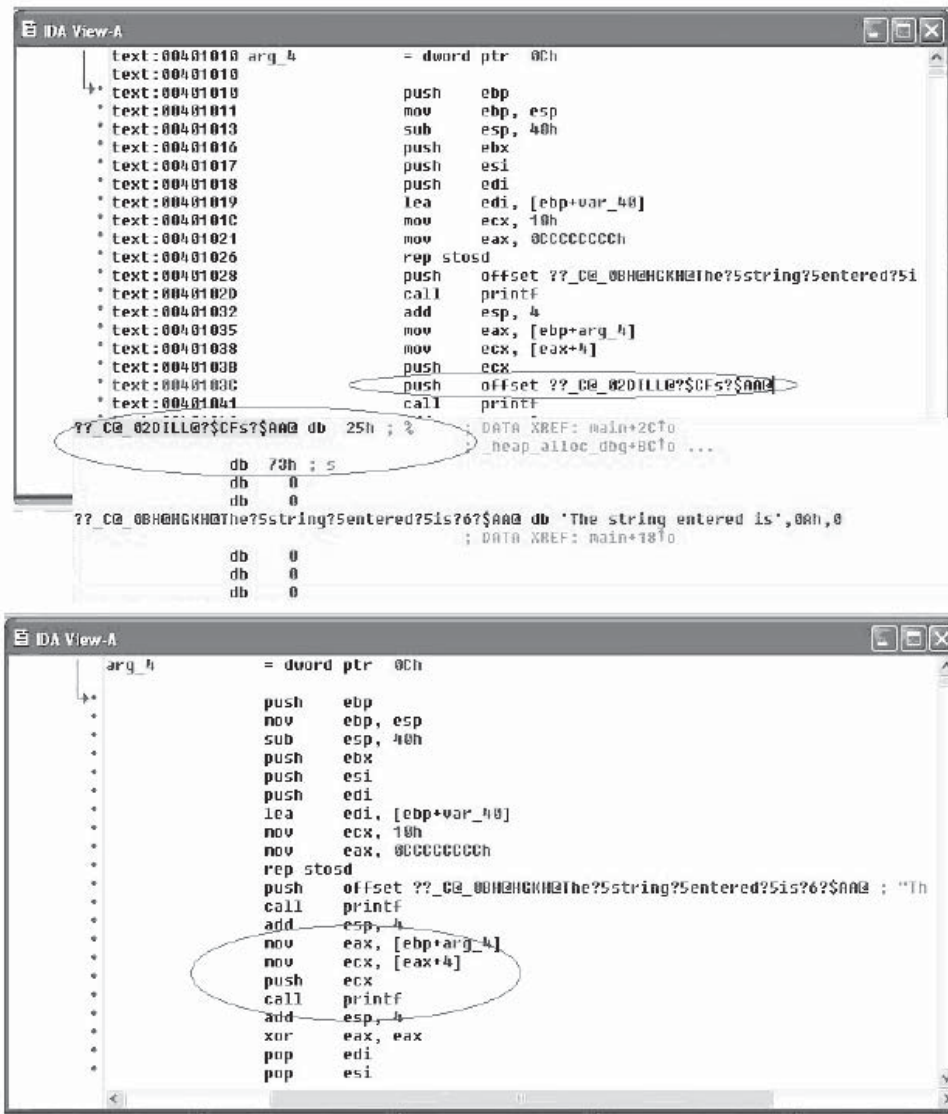 IDA View-A
text:00401010 arg_4 = dword ptr 0Ch
text:00401010
text:00401010 push ebp
text:00401011 mov ebp, esp
text:00401013 sub esp, 40h
text:00401016 push ebx
text:00401017 push esi
text:00401018 push edi
text:00401019 lea edi, [ebp+var_40]
text:0040101C mov ecx, 10h
text:00401021 mov eax, 0CCCCCCCCh
text:00401026 rep stosd
text:00401028 push offset ??_C@_0BH@HGKH@The?5string?5entered?5i
text:0040102D call printf
text:00401032 add esp, 4
text:00401035 mov eax, [ebp+arg_4]
text:00401038 mov ecx, [eax+4]
text:0040103B push ecx
text:0040103C push offset ??_C@_02DILL@?$CFs?$AA@
text:00401041 call printf
??_C@_02DILL@?$CFs?$AA@ db 25h ; % ; DATA XREF: main+2C↑o
; _heap_alloc_dbg+BC↑o ...
db 73h ; s
db 0
db 0
??_C@_0BH@HGKH@The?5string?5entered?5is?6?$AA@ db 'The string entered is',0Ah,0
; DATA XREF: main+18↑o
db 0
db 0
db 0
IDA View-A
arg_4 = dword ptr 0Ch
push ebp
mov ebp, esp
sub esp, 40h
push ebx
push esi
push edi
lea edi, [ebp+var_40]
mov ecx, 10h
mov eax, 0CCCCCCCCh
rep stosd
push offset ??_C@_0BH@HGKH@The?5string?5entered?5is?6?$AA@ ; "Th
call printf
add esp, 4
mov eax, [ebp+arg_4]
mov ecx, [eax+4]
push ecx
call printf
add esp, 4
xor eax, eax
pop edi
pop esi